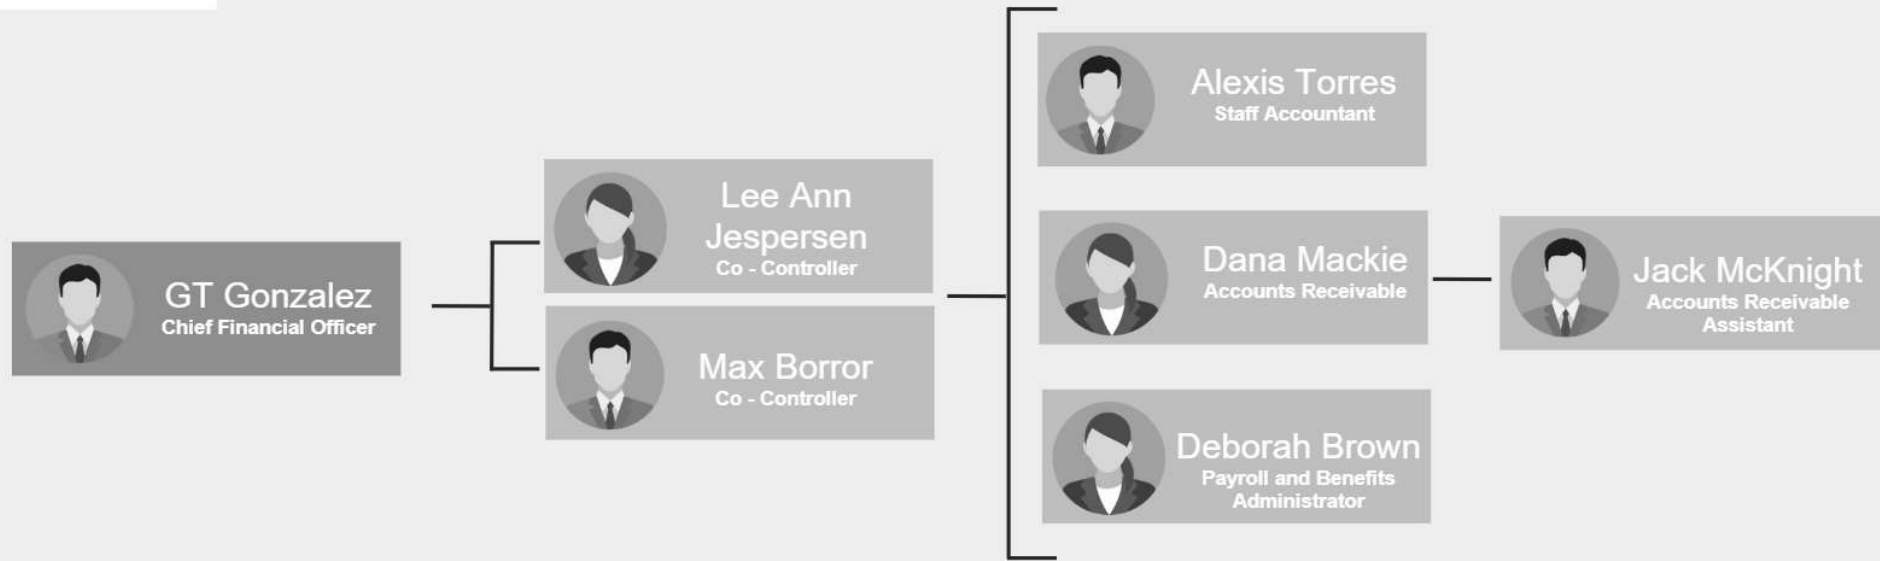 GT Gonzalez
Chief Financial Officer
Lee Ann
Jespersen
Co - Controller
Max Borror
Co - Controller
Alexis Torres
Staff Accountant
Dana Mackie
Accounts Receivable
Deborah Brown
Payroll and Benefits
Administrator
Jack McKnight
Accounts Receivable
Assistant